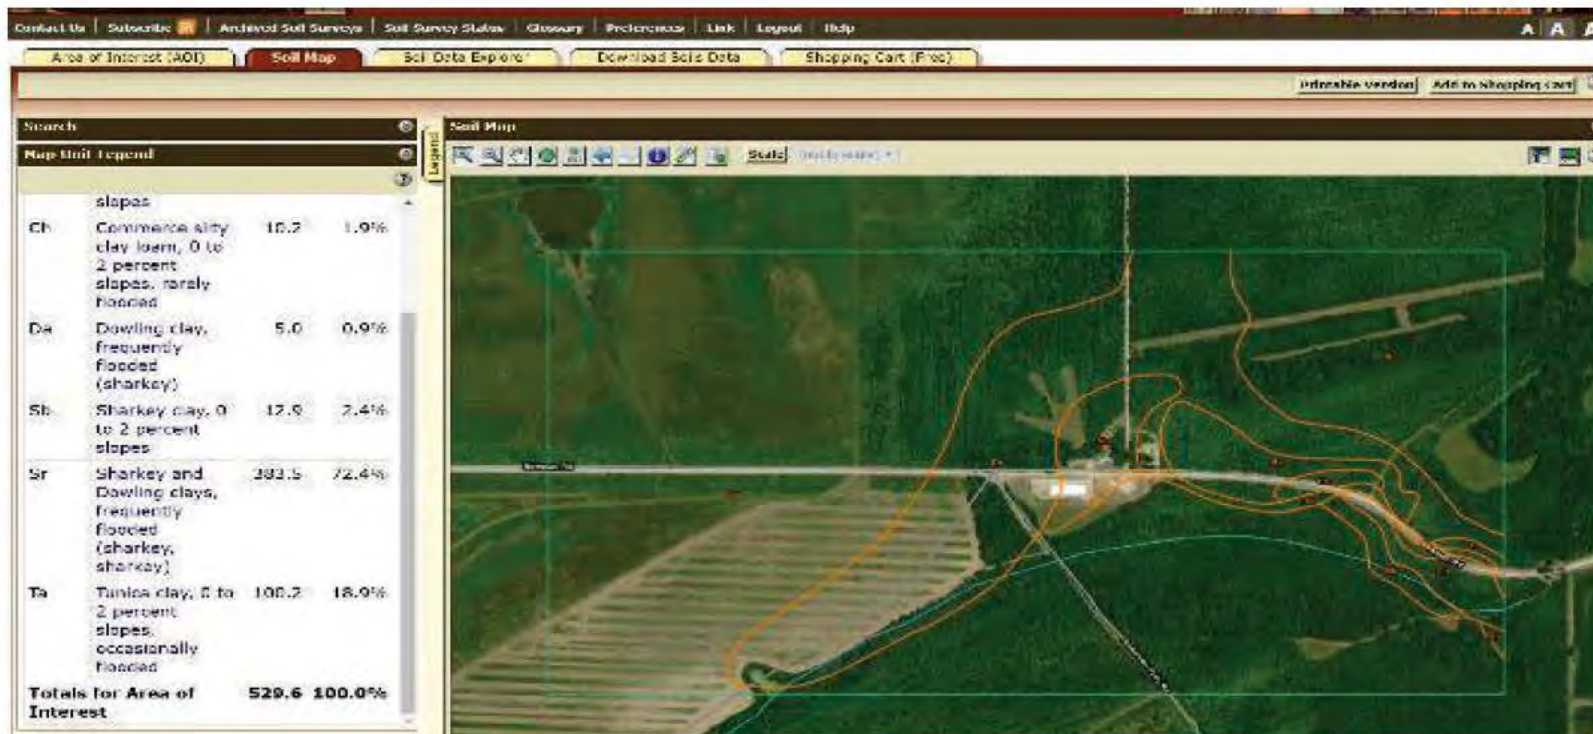 Contact Us | Subscribe | Archived Soil Surveys | Soil Survey Status | Glossary | Preferences | Link | Logout | Help A A A
Area of Interest (AOI) Soil Map Soil Data Explorer Download Soils Data Shopping Cart (Free)
Printable Version Add to Shopping Cart
Search
Map Unit Legend
Legend
Soil Map
Scale
slopes
Ch Commerce silty 10.2 1.9%
clay loam, 0 to
2 percent
slopes, rarely
flooded
Da Dowling clay, 5.0 0.9%
frequently
flooded
(sharkey)
Sb Sharkey clay, 0 12.9 2.4%
to 2 percent
slopes
Sr Sharkey and 383.5 72.4%
Dowling clays,
frequently
flooded
(sharkey,
sharkey)
Ta Tunica clay, 0 to 100.2 18.9%
2 percent
slopes,
occasionally
flooded
Totals for Area of 529.6 100.0%
Interest